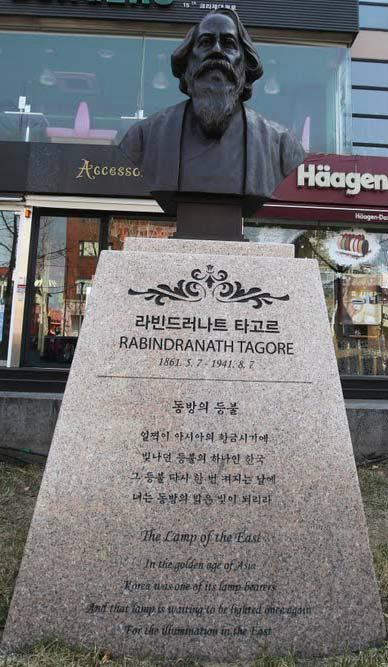 Accesso
Häagen
Häagen-Daz
라빈드라나트 타고르
RABINDRANATH TAGORE
1861. 5. 7 - 1941. 8. 7
동방의 등불
일찍이 아시아의 황금시기에
빛나던 등불의 하나인 한국
그 등불 다시 한 번 켜지는 날에
너는 동방의 밝은 빛이 되리라
The Lamp of the East
In the golden age of Asia
Korea was one of its lamp bearers
And that lamp is waiting to be lighted once again
For the illumination in the East